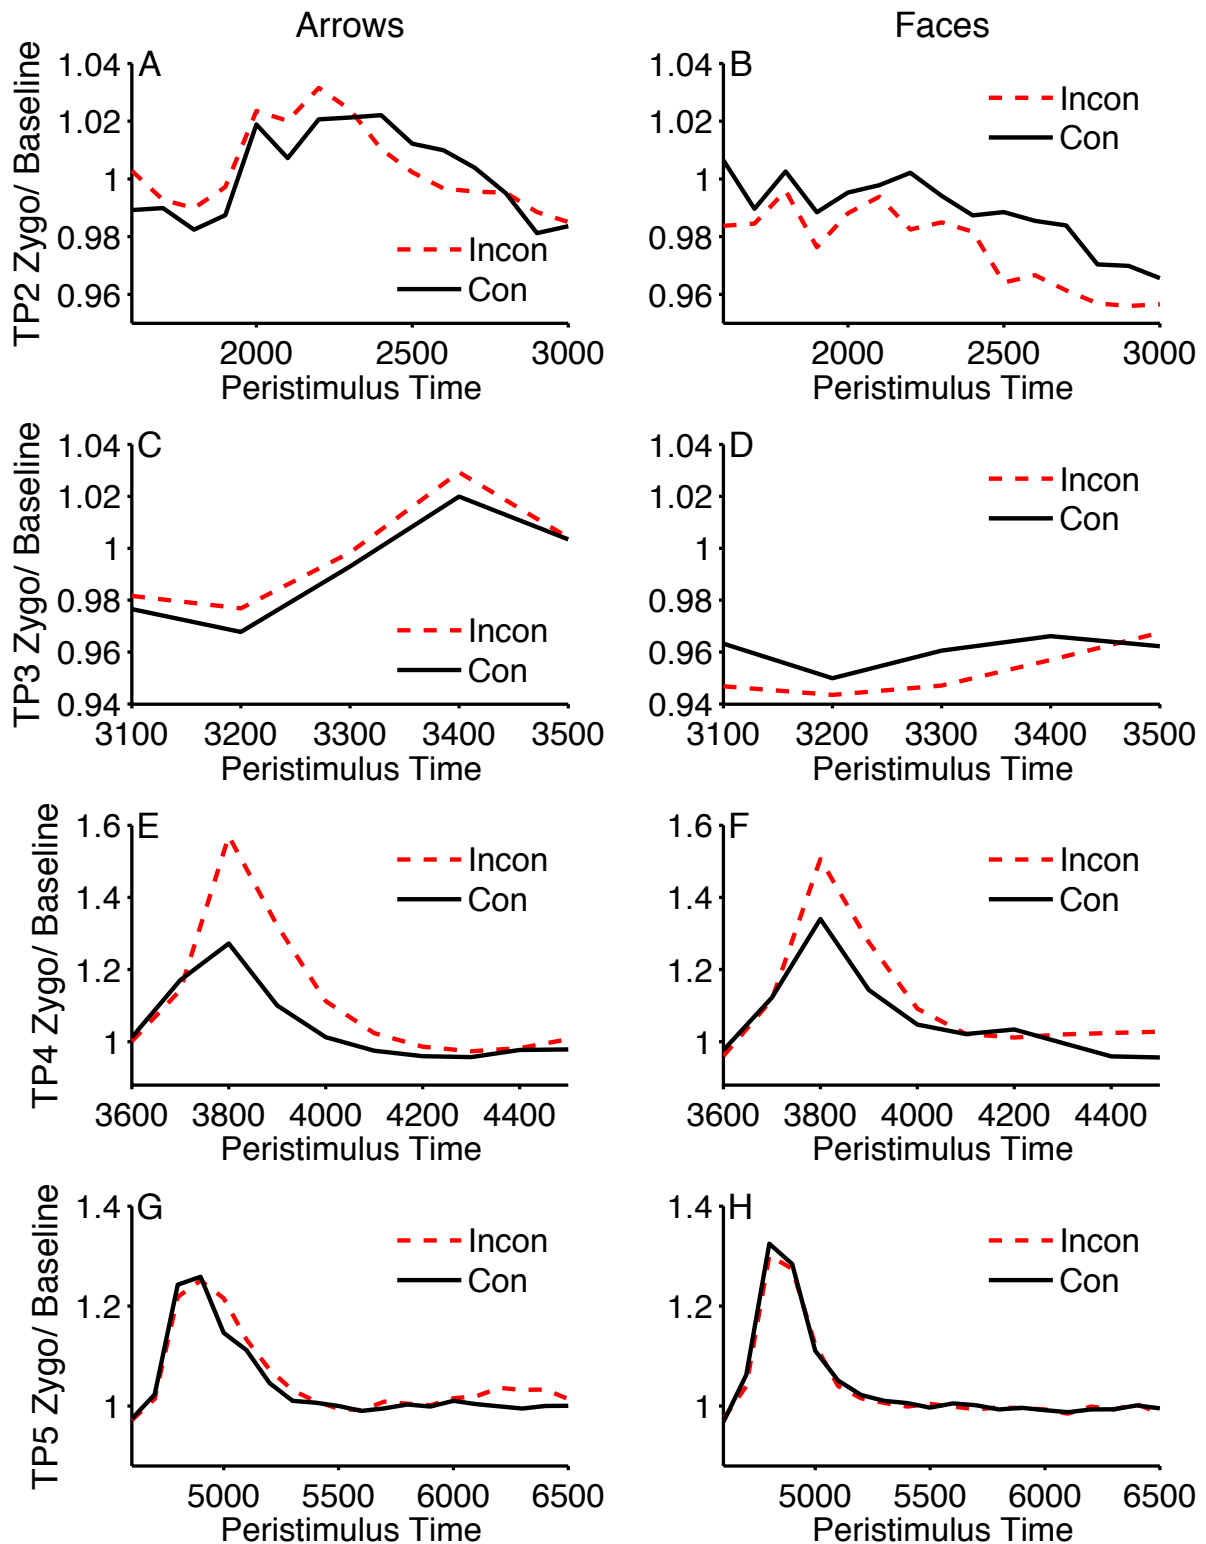 Arrows
Faces
TP2 Zygo/ Baseline
A
1.04
1.02
1
0.98
0.96
Incon
Con
2000 2500 3000
Peristimulus Time
B
1.04
1.02
1
0.98
0.96
Incon
Con
2000 2500 3000
Peristimulus Time
TP3 Zygo/ Baseline
C
1.04
1.02
1
0.98
0.96
0.94
Incon
Con
3100 3200 3300 3400 3500
Peristimulus Time
D
1.04
1.02
1
0.98
0.96
0.94
Incon
Con
3100 3200 3300 3400 3500
Peristimulus Time
TP4 Zygo/ Baseline
E
1.6
1.4
1.2
1
Incon
Con
3600 3800 4000 4200 4400
Peristimulus Time
F
1.6
1.4
1.2
1
Incon
Con
3600 3800 4000 4200 4400
Peristimulus Time
TP5 Zygo/ Baseline
G
1.4
1.2
1
Incon
Con
5000 5500 6000 6500
Peristimulus Time
H
1.4
1.2
1
Incon
Con
5000 5500 6000 6500
Peristimulus Time